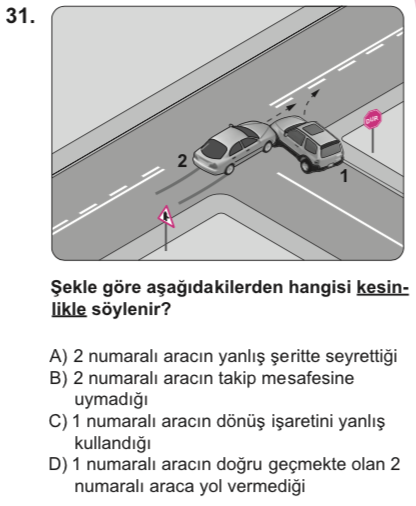 31.
DUR
2
1
Şekle göre aşağıdakilerden hangisi kesin-
likle söylenir?
A) 2 numaralı aracın yanlış şeritte seyrettiği
B) 2 numaralı aracın takip mesafesine
uymadığı
C) 1 numaralı aracın dönüş işaretini yanlış
kullandığı
D) 1 numaralı aracın doğru geçmekte olan 2
numaralı araca yol vermediği